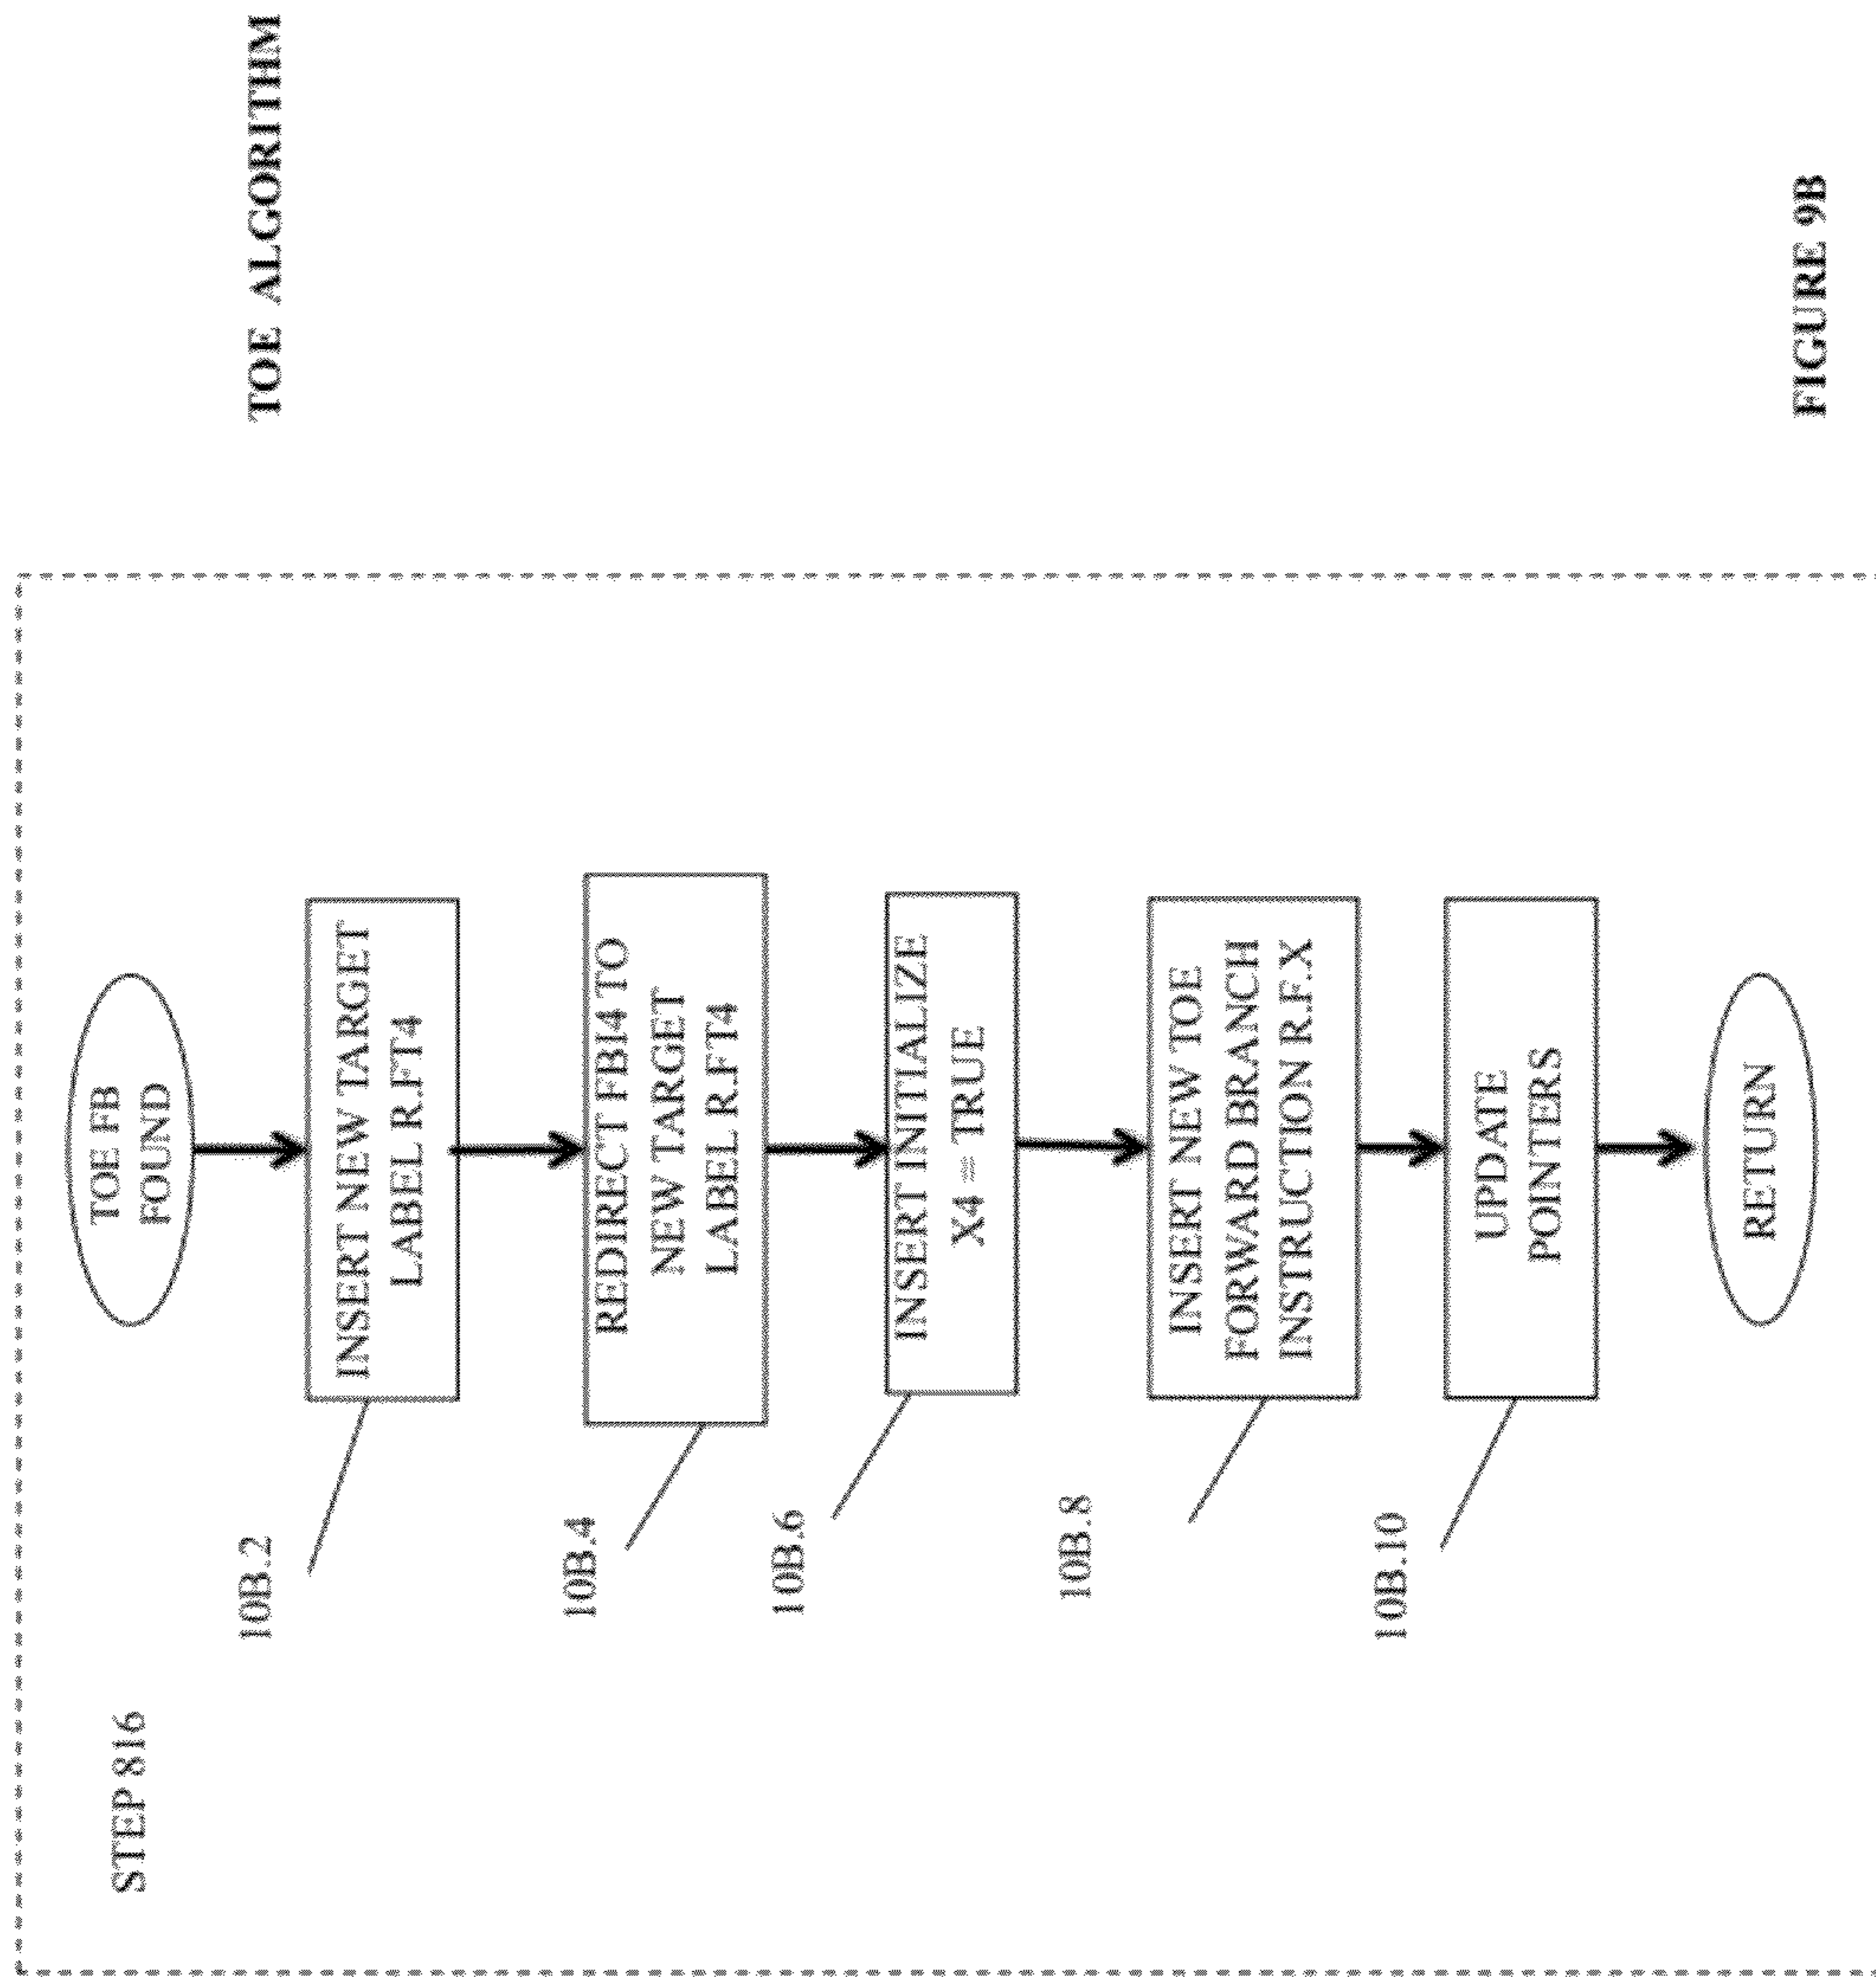 STEP 816
TOE ALGORITHM
TOE FB
FOUND
10B.2
INSERT NEW TARGET
LABEL R.FT4
10B.4
REDIRECT FBI4 TO
NEW TARGET
LABEL R.FT4
10B.6
INSERT INITIALIZE
X4 = TRUE
10B.8
INSERT NEW TOE
FORWARD BRANCH
INSTRUCTION R.F.X
10B.10
UPDATE
POINTERS
RETURN
FIGURE 9B